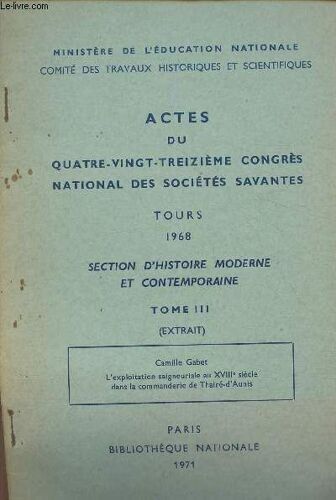 Le-livre.com
MINISTÈRE DE L'ÉDUCATION NATIONALE
COMITÉ DES TRAVAUX HISTORIQUES ET SCIENTIFIQUES
ACTES
DU
QUATRE-VINGT-TREIZIÈME CONGRÈS
NATIONAL DES SOCIÉTÉS SAVANTES
TOURS
1968
SECTION D'HISTOIRE MODERNE
ET CONTEMPORAINE
TOME III
(EXTRAIT)
Camille Gabet
L'exploitation seigneuriale au XVIIIe siècle
dans la commanderie de Thairé-d'Aunis
PARIS
BIBLIOTHÈQUE NATIONALE
1971